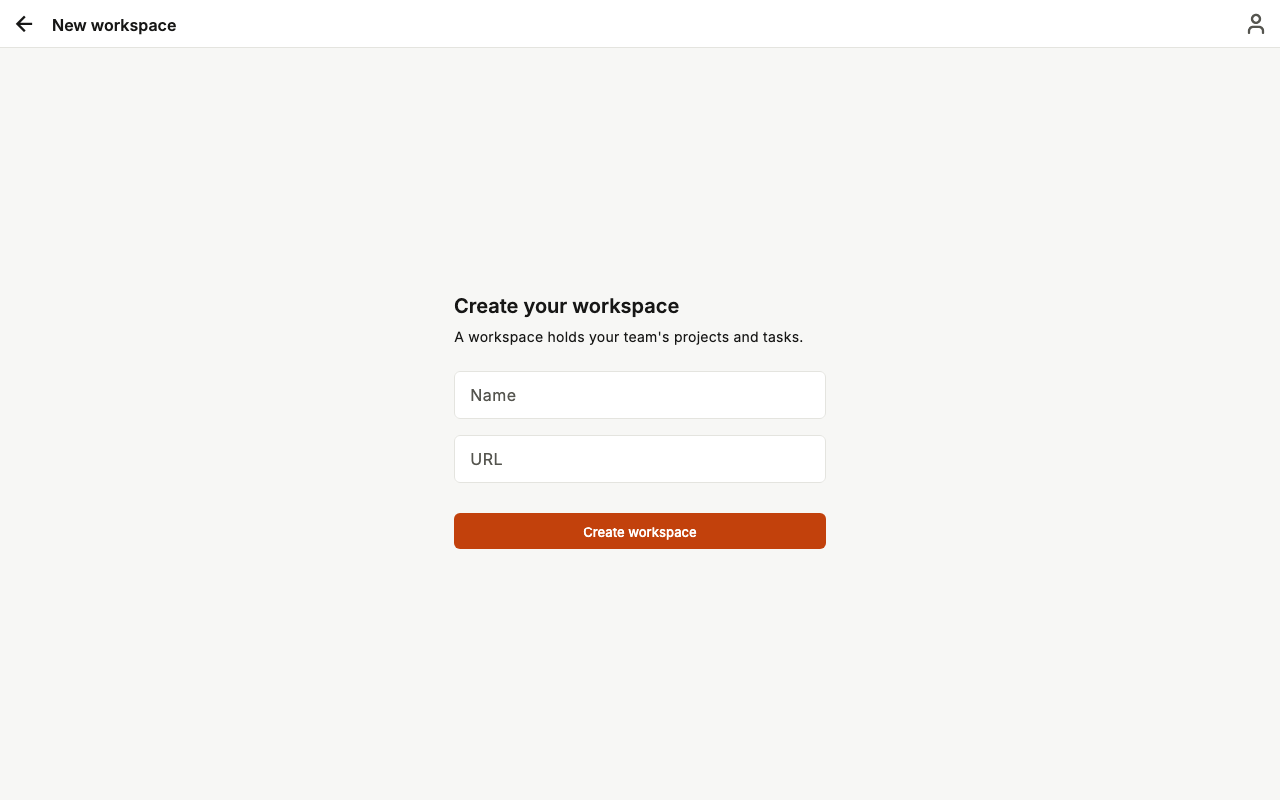 New workspace
Create your workspace
A workspace holds your team's projects and tasks.
Name
URL
Create workspace